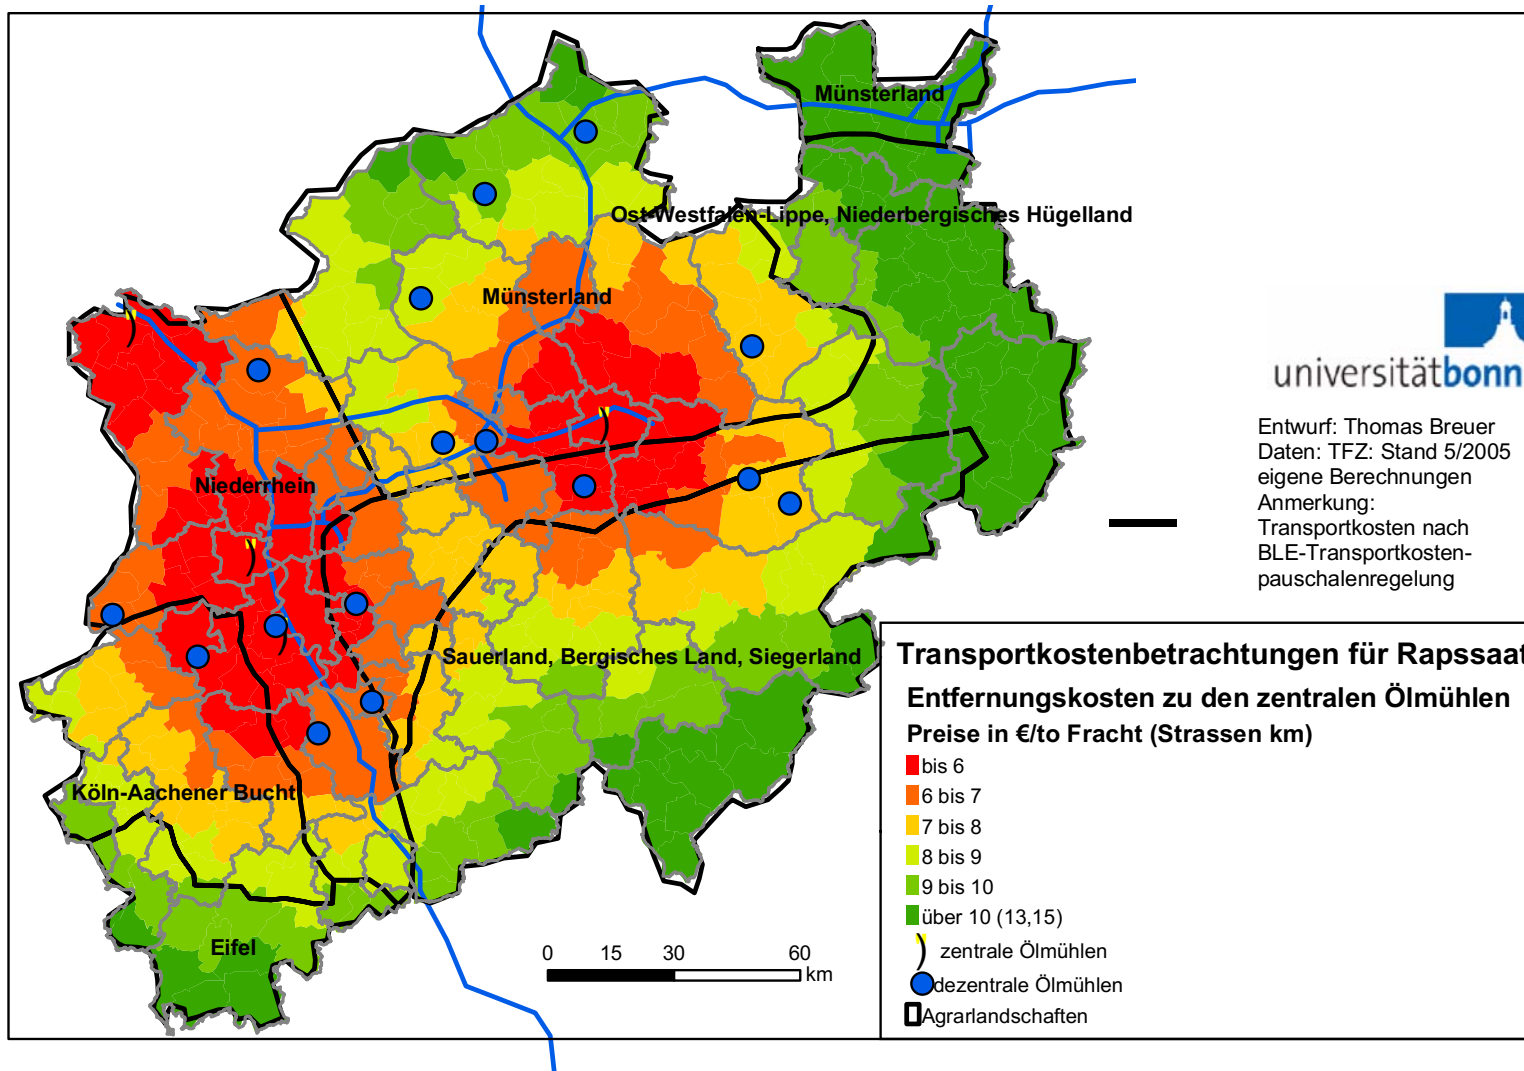 Münsterland
Ost-Westfalen-Lippe, Niederbergisches Hügelland
Münsterland
Niederrhein
Sauerland, Bergisches Land, Siegerland
Köln-Aachener Bucht
Eifel
0 15 30 60
km
universitätbonn
Entwurf: Thomas Breuer
Daten: TFZ: Stand 5/2005
eigene Berechnungen
Anmerkung:
Transportkosten nach
BLE-Transportkosten-
pauschalenregelung
Transportkostenbetrachtungen für Rapssaat
Entfernungskosten zu den zentralen Ölmühlen
Preise in €/to Fracht (Strassen km)
bis 6
6 bis 7
7 bis 8
8 bis 9
9 bis 10
über 10 (13,15)
zentrale Ölmühlen
dezentrale Ölmühlen
Agrarlandschaften